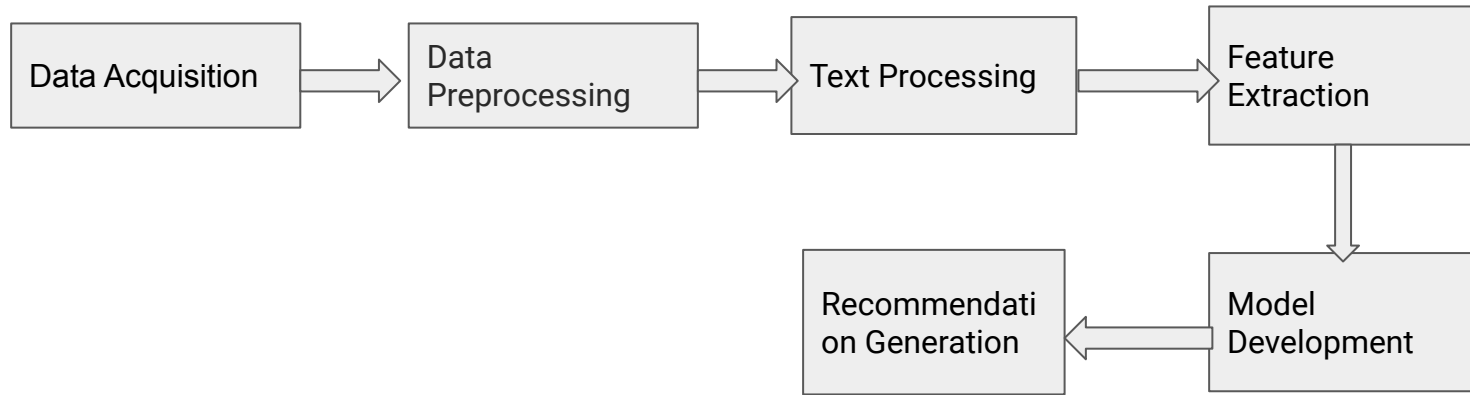 Data Acquisition
Data
Preprocessing
Text Processing
Feature
Extraction
Recommendati
on Generation
Model
Development